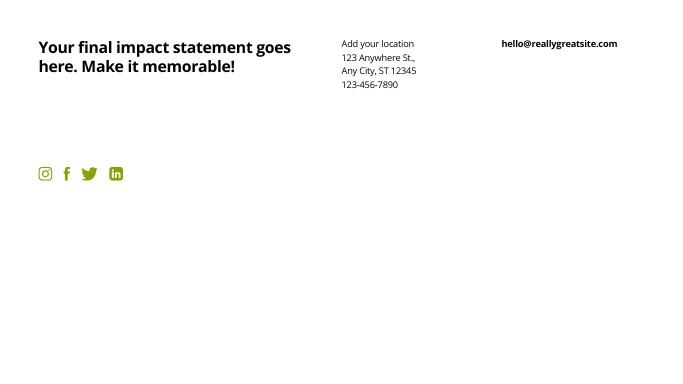 Your final impact statement goes
here. Make it memorable!
Add your location
123 Anywhere St.,
Any City, ST 12345
123-456-7890
hello@reallygreatsite.com